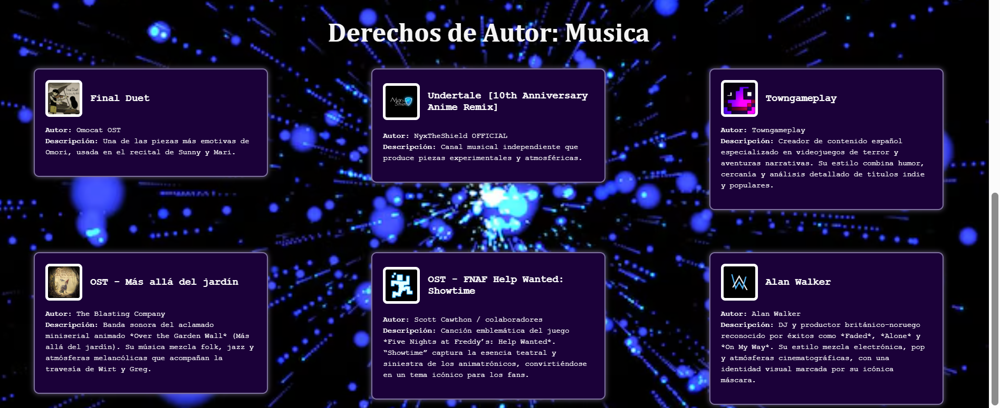 Derechos de Autor: Musica
Final Duet
Autor: Omocat OST
Descripción: Una de las piezas más emotivas de
Omori, usada en el recital de Sunny y Mari.
Undertale [10th Anniversary
Anime Remix]
Autor: NyxTheShield OFFICIAL
Descripción: Canal musical independiente que
produce piezas experimentales y atmosféricas.
Towngameplay
Autor: Towngameplay
Descripción: Creador de contenido español
especializado en videojuegos de terror y
aventuras narrativas. Su estilo combina humor,
cercanía y análisis detallado de títulos indie
y populares.
OST - Más allá del jardín
Autor: The Blasting Company
Descripción: Banda sonora del aclamado
miniserial animado *Over the Garden Wall* (Más
allá del jardín). Su música mezcla folk, jazz y
atmósferas melancólicas que acompañan la
travesía de Wirt y Greg.
OST - FNAF Help Wanted:
Showtime
Autor: Scott Cawthon / colaboradores
Descripción: Canción emblemática del juego
*Five Nights at Freddy’s: Help Wanted*.
“Showtime” captura la esencia teatral y
siniestra de los animatrónicos, convirtiéndose
en un tema icónico para los fans.
Alan Walker
Autor: Alan Walker
Descripción: DJ y productor británico-noruego
reconocido por éxitos como *Faded*, *Alone* y
*On My Way*. Su estilo mezcla electrónica, pop
y atmósferas cinematográficas, con una
identidad visual marcada por su icónica
máscara.